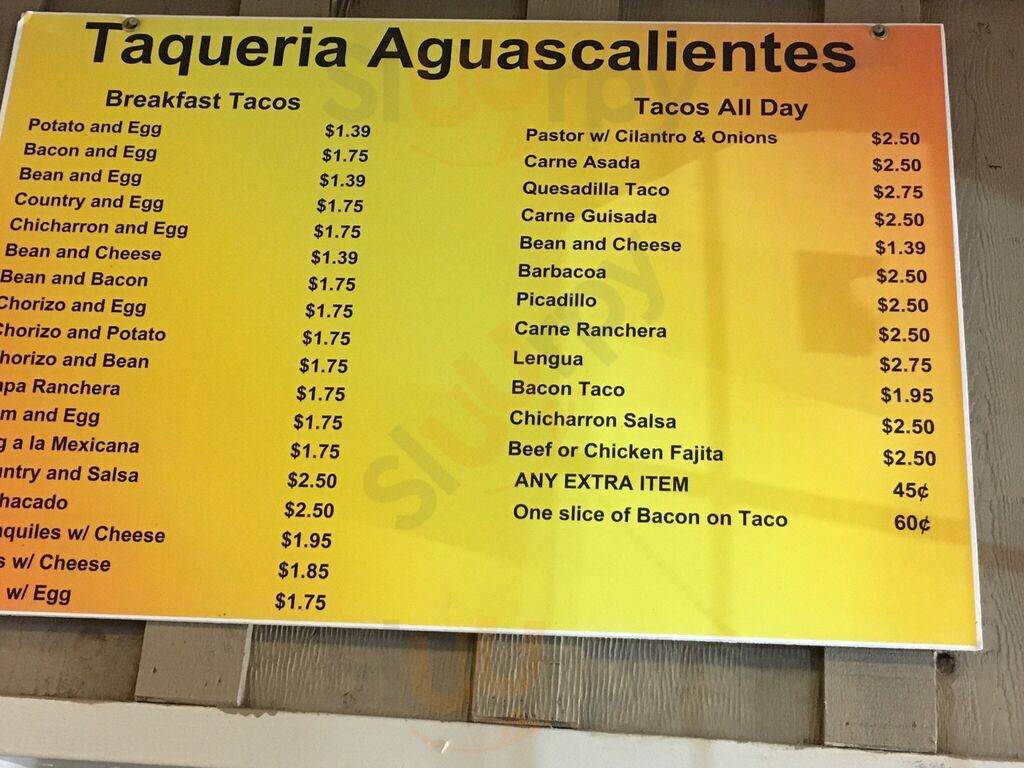 Taqueria Aguascalientes
Breakfast Tacos
Potato and Egg $1.39
Bacon and Egg $1.75
Bean and Egg $1.39
Country and Egg $1.75
Chicharron and Egg $1.75
Bean and Cheese $1.39
Bean and Bacon $1.75
Chorizo and Egg $1.75
Chorizo and Potato $1.75
horizo and Bean $1.75
apa Ranchera $1.75
m and Egg $1.75
g a la Mexicana $1.75
untry and Salsa $2.50
hacado $2.50
quiles w/ Cheese $1.95
s w/ Cheese $1.85
w/ Egg $1.75
Tacos All Day
Pastor w/ Cilantro & Onions $2.50
Carne Asada $2.50
Quesadilla Taco $2.75
Carne Guisada $2.50
Bean and Cheese $1.39
Barbacoa $2.50
Picadillo $2.50
Carne Ranchera $2.50
Lengua $2.75
Bacon Taco $1.95
Chicharron Salsa $2.50
Beef or Chicken Fajita $2.50
ANY EXTRA ITEM 45¢
One slice of Bacon on Taco 60¢
Sluurpy
Sluurpy